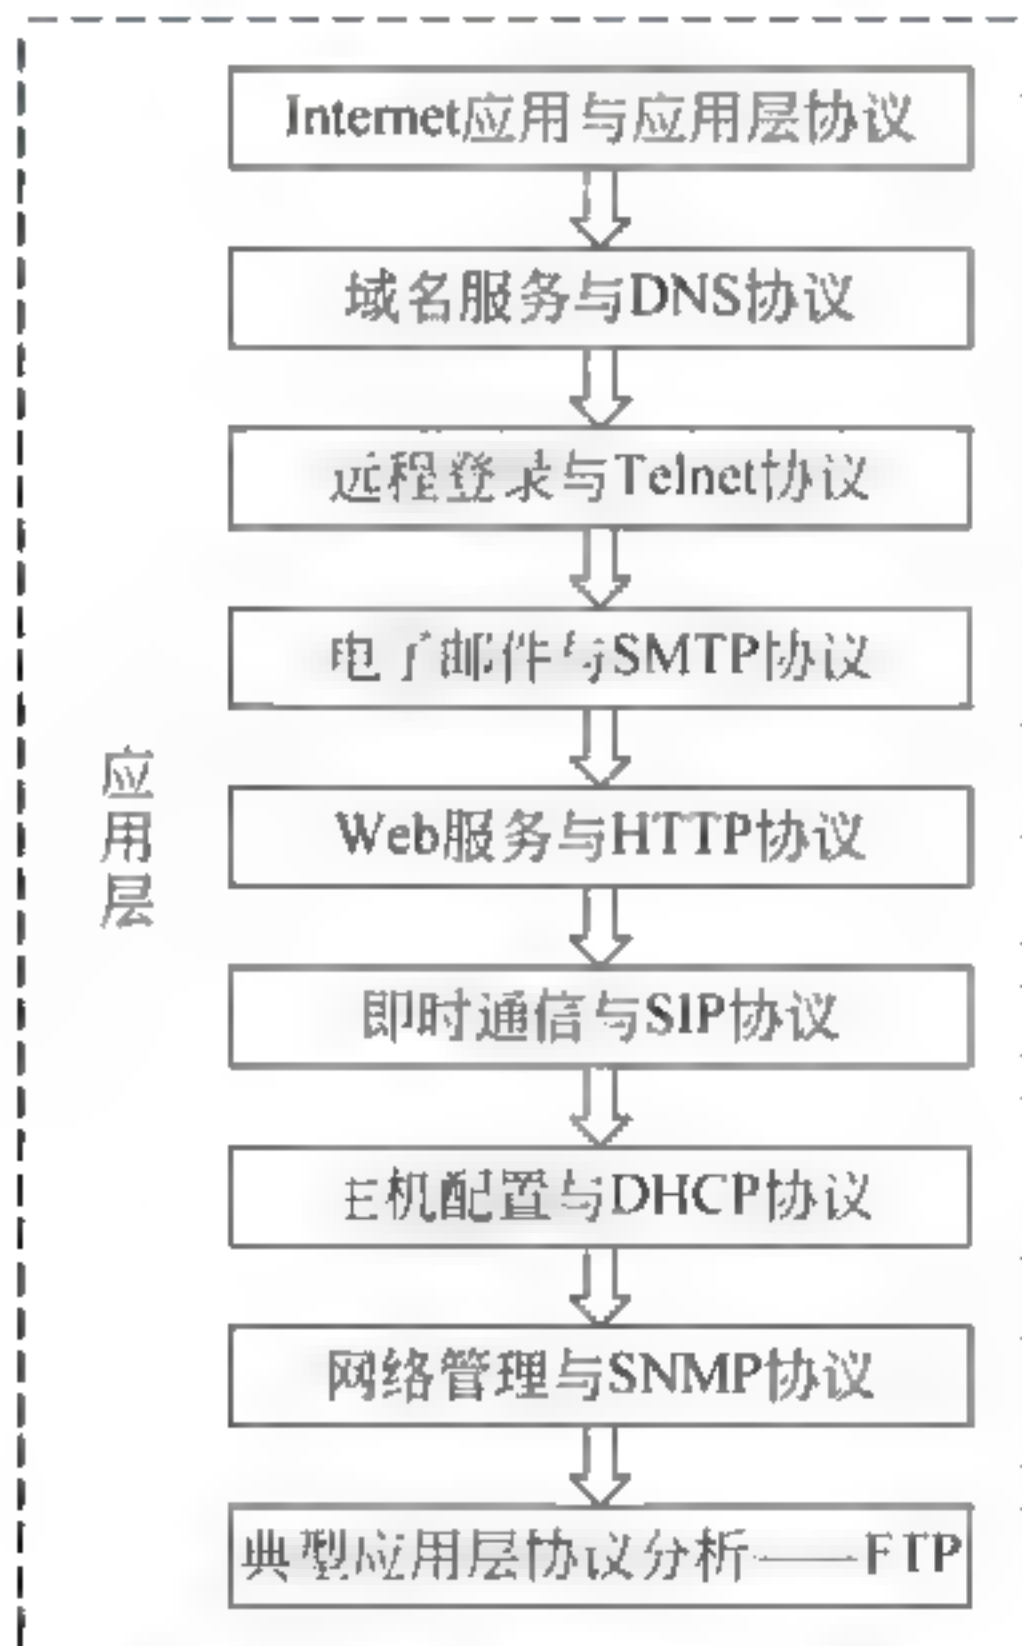 Internet应用与应用层协议
域名服务与DNS协议
远程登录与Telnet协议
电子邮件与SMTP协议
应用层
Web服务与HTTP协议
即时通信与SIP协议
主机配置与DHCP协议
网络管理与SNMP协议
典型应用层协议分析——FTP